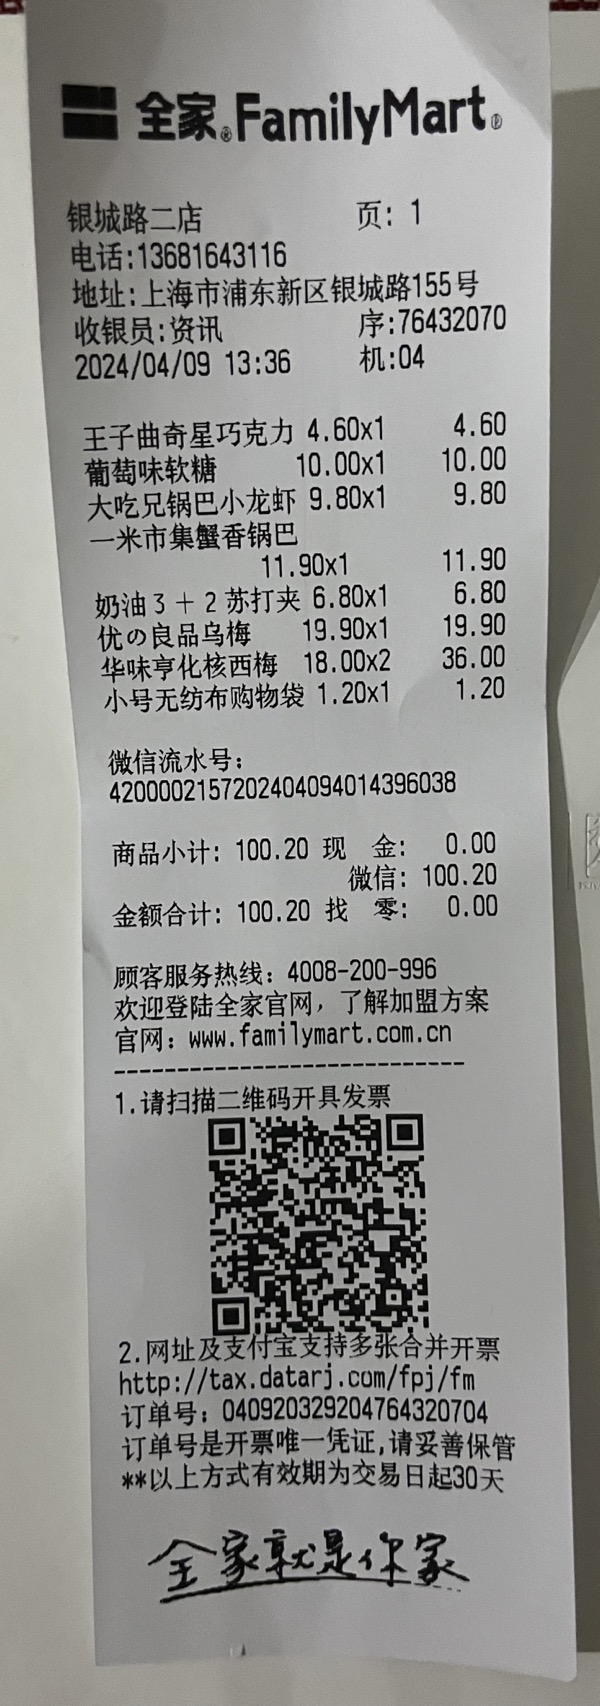 全家®FamilyMart®
银城路二店 页: 1
电话:13681643116
地址:上海市浦东新区银城路155号
收银员:资讯 序:76432070
2024/04/09 13:36 机:04
王子曲奇星巧克力 4.60x1 4.60
葡萄味软糖 10.00x1 10.00
大吃兄锅巴小龙虾 9.80x1 9.80
一米市集蟹香锅巴
11.90x1 11.90
奶油3+2苏打夹 6.80x1 6.80
优の良品乌梅 19.90x1 19.90
华味亨化核西梅 18.00x2 36.00
小号无纺布购物袋 1.20x1 1.20
微信流水号:
4200002157202404094014396038
商品小计: 100.20 现 金: 0.00
微信: 100.20
金额合计: 100.20 找 零: 0.00
顾客服务热线: 4008-200-996
欢迎登陆全家官网，了解加盟方案
官网: www.familymart.com.cn
1.请扫描二维码开具发票
2.网址及支付宝支持多张合并开票
http://tax.datarj.com/fpj/fm
订单号: 040920329204764320704
订单号是开票唯一凭证,请妥善保管
**以上方式有效期为交易日起30天
全家就是你家